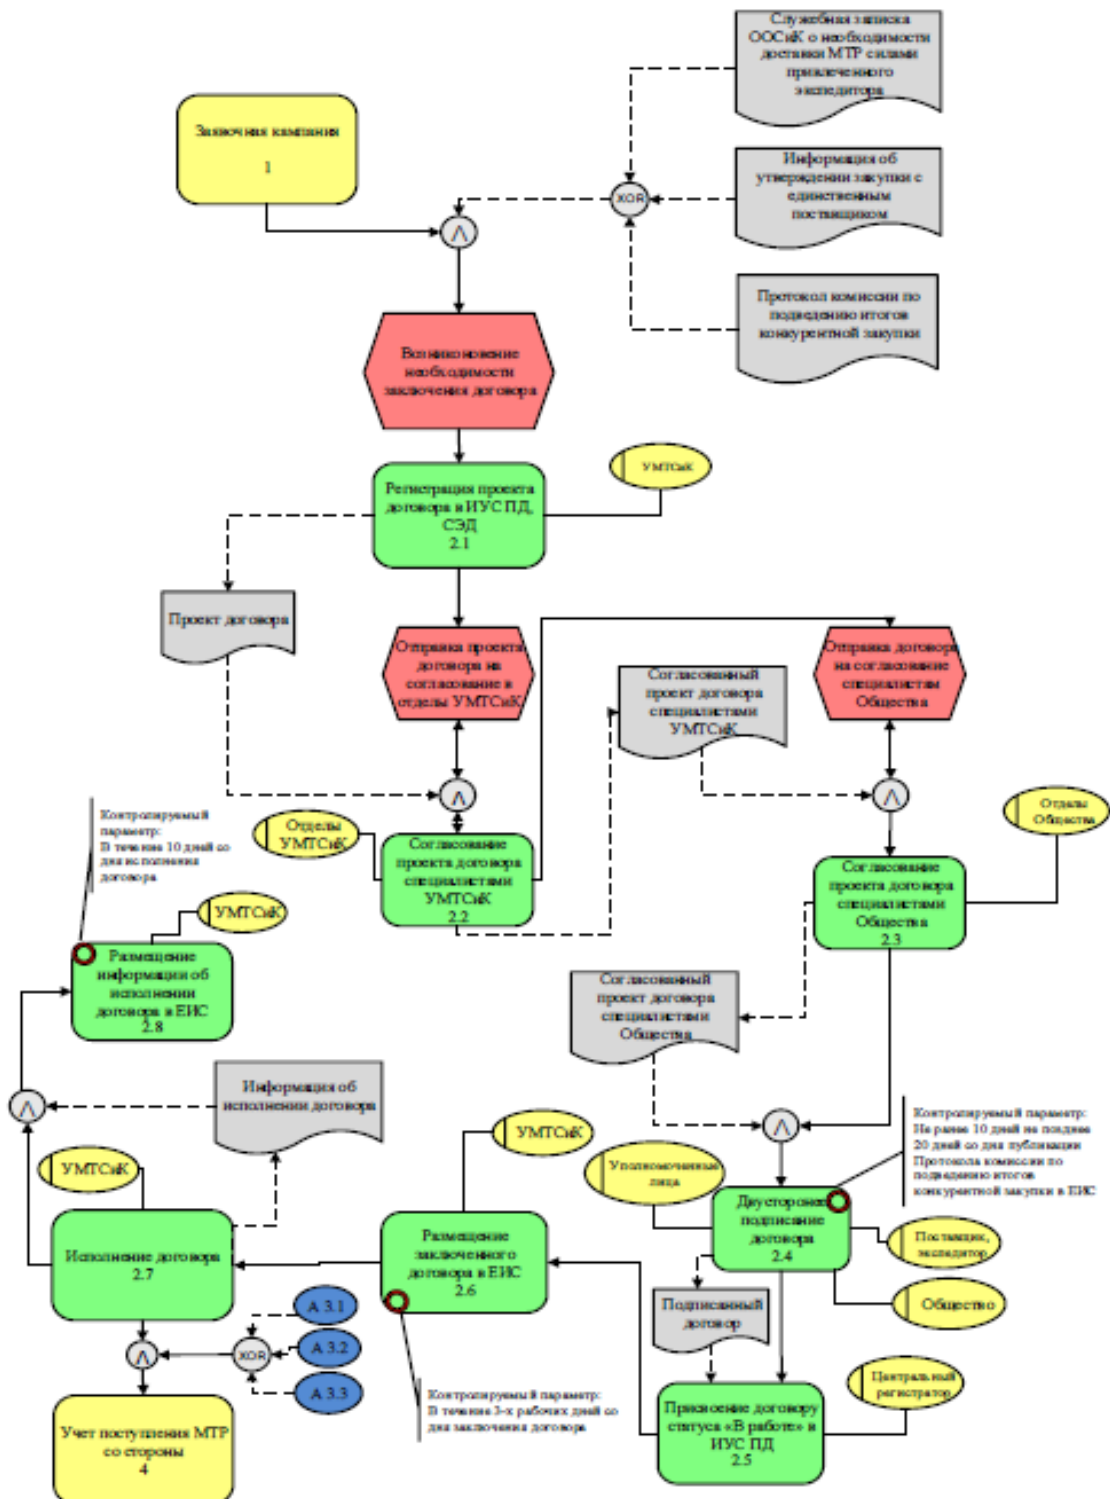 Служебная записка
ООСиК о необходимости
доставки МТР силами
привлеченного
экспедитора
Заявочная кампания
1
Информация об
утверждении закупки с
единственным
поставщиком
XOR
Λ
Протокол комиссии по
подведению итогов
конкурентной закупки
Возниконовение
необходимости
заключения договора
УМТСиК
Регистрация проекта
договора в ИУС ПД,
СЭД
2.1
Проект договора
Отправка проекта
договора на
согласование в
отделы УМТСиК
Согласованный
проект договора
специалистами
УМТСиК
Отправка договора
на согласование
специалистам
Общества
Λ
Λ
Контролируемый
параметр:
В течение 10 дней со
дня исполнения
договора
Отделы
УМТСиК
Согласование
проекта договора
специалистами
УМТСиК
2.2
Отделы
Общества
Согласование
проекта договора
специалистами
Общества
2.3
УМТСиК
Размещение
информации об
исполнении
договора в ЕИС
2.8
Согласованный
проект договора
специалистами
Общества
Информация об
исполнении договора
Λ
Λ
УМТСиК
Контролируемый параметр:
Не ранее 10 дней не позднее
20 дней со дня публикации
Протокола комиссии по
подведению итогов
конкурентной закупки в ЕИС
УМТСиК
Уполномоченные
лица
Двусторонее
подписание
договора
2.4
Поставщик,
экспедитор
Общество
Исполнение договора
2.7
Размещение
заключенного
договора в ЕИС
2.6
Подписанный
договор
А 3.1
А 3.2
А 3.3
XOR
Λ
Контролируемый параметр:
В течение 3-х рабочих дней со
дня заключения договора
Центральный
регистратор
Присвоение договору
статуса «В работе» в
ИУС ПД
2.5
Учет поступления МТР
со стороны
4